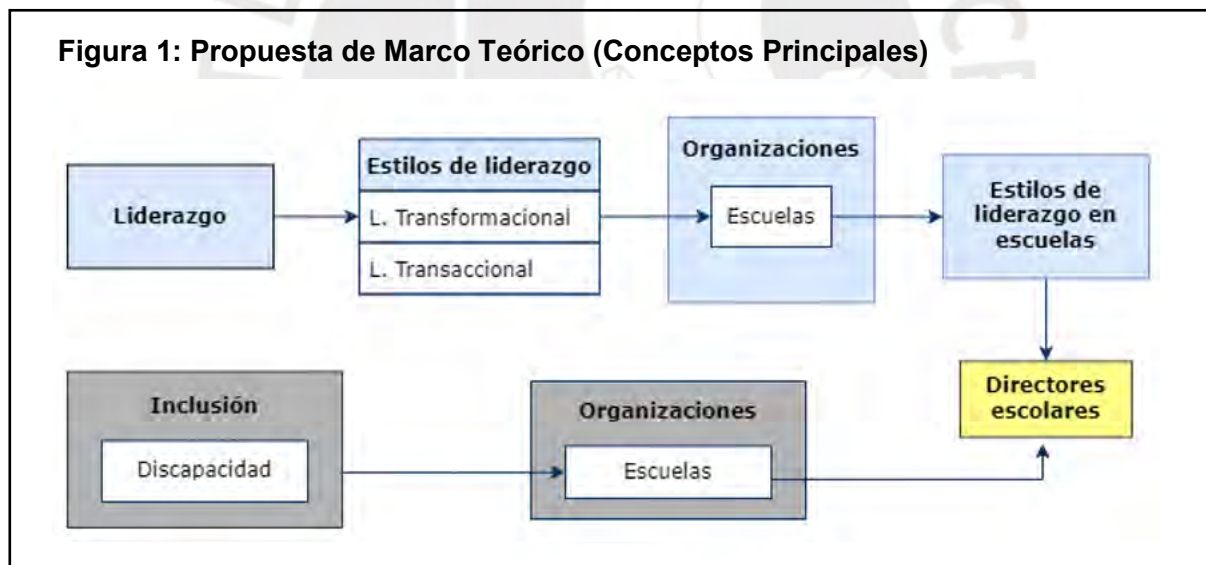 Figura 1: Propuesta de Marco Teórico (Conceptos Principales)
Liderazgo
Estilos de liderazgo
L. Transformacional
L. Transaccional
Organizaciones
Escuelas
Estilos de
liderazgo en
escuelas
Inclusión
Discapacidad
Organizaciones
Escuelas
Directores
escolares